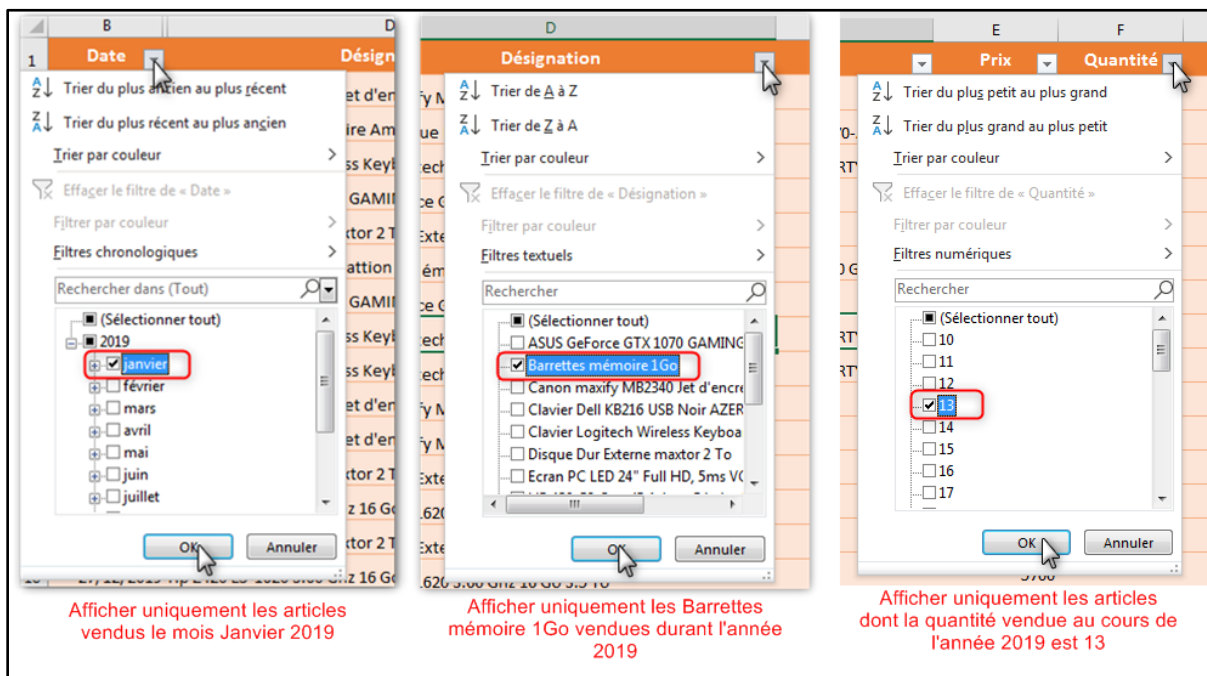 B
1
Date
Désign
Trier du plus ancien au plus récent
Trier du plus récent au plus ancien
Trier par couleur
Effacer le filtre de « Date »
Filtrer par couleur
Filtres chronologiques
Rechercher dans (Tout)
(Sélectionner tout)
2019
janvier
février
mars
avril
mai
juin
juillet
OK
Annuler
Afficher uniquement les articles
vendus le mois Janvier 2019
D
Désignation
Trier de A à Z
Trier de Z à A
Trier par couleur
Effacer le filtre de « Désignation »
Filtrer par couleur
Filtres textuels
Rechercher
(Sélectionner tout)
ASUS GeForce GTX 1070 GAMING
Barrettes mémoire 1Go
Canon maxify MB2340 Jet d'encre
Clavier Dell KB216 USB Noir AZER
Clavier Logitech Wireless Keyboa
Disque Dur Externe maxtor 2 To
Ecran PC LED 24" Full HD, 5ms VG
OK
Annuler
Afficher uniquement les Barrettes
mémoire 1Go vendues durant l'année
2019
E F
Prix Quantité
Trier du plus petit au plus grand
Trier du plus grand au plus petit
Trier par couleur
Effacer le filtre de « Quantité »
Filtrer par couleur
Filtres numériques
Rechercher
(Sélectionner tout)
10
11
12
13
14
15
16
17
OK
Annuler
Afficher uniquement les articles
dont la quantité vendue au cours de
l'année 2019 est 13